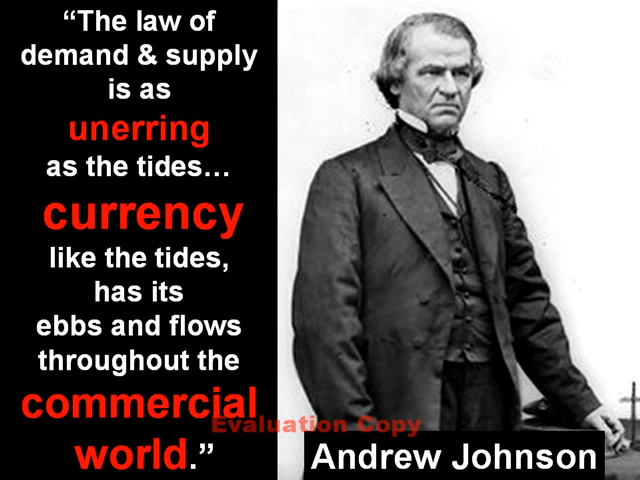 “The law of
demand & supply
is as
unerring
as the tides…
currency
like the tides,
has its
ebbs and flows
throughout the
commercial
world.”
Evaluation Copy
Andrew Johnson